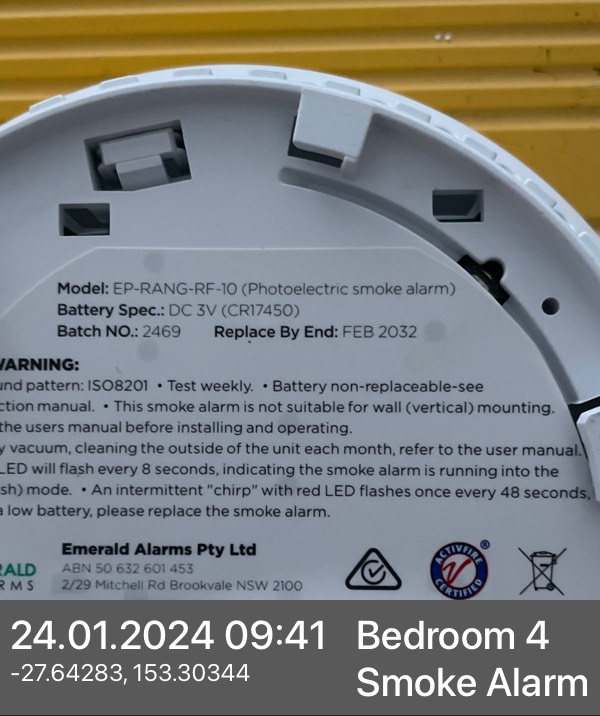 Model: EP-RANG-RF-10 (Photoelectric smoke alarm)
Battery Spec.: DC 3V (CR17450)
Batch NO.: 2469 Replace By End: FEB 2032
WARNING:
und pattern: ISO8201 • Test weekly. • Battery non-replaceable-see
ction manual. • This smoke alarm is not suitable for wall (vertical) mounting.
the users manual before installing and operating.
y vacuum, cleaning the outside of the unit each month, refer to the user manual.
LED will flash every 8 seconds, indicating the smoke alarm is running into the
sh) mode. • An intermittent "chirp" with red LED flashes once every 48 seconds,
a low battery, please replace the smoke alarm.
Emerald Alarms Pty Ltd
ABN 50 632 601 453
2/29 Mitchell Rd Brookvale NSW 2100
RALD
RMS
ACTIVFIRE
CERTIFIED
®
24.01.2024 09:41
-27.64283, 153.30344
Bedroom 4
Smoke Alarm